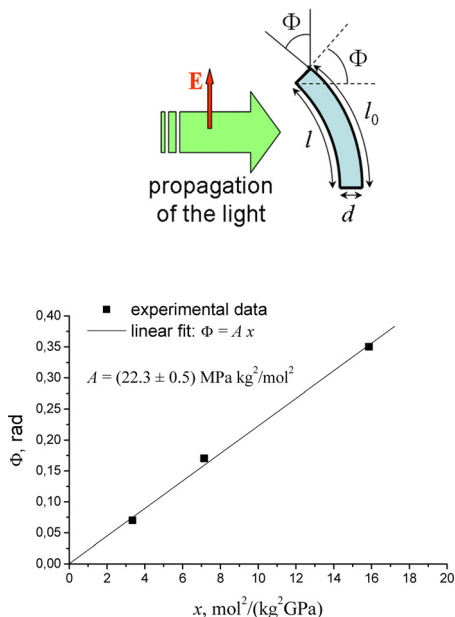 Φ
Φ
E
l₀
l
propagation
of the light
d
0,40
0,35
0,30
0,25
0,20
0,15
0,10
0,05
0,00
Φ, rad
experimental data
linear fit: Φ = A x
A = (22.3 ± 0.5) MPa kg²/mol²
0 2 4 6 8 10 12 14 16 18 20
x, mol²/(kg²GPa)